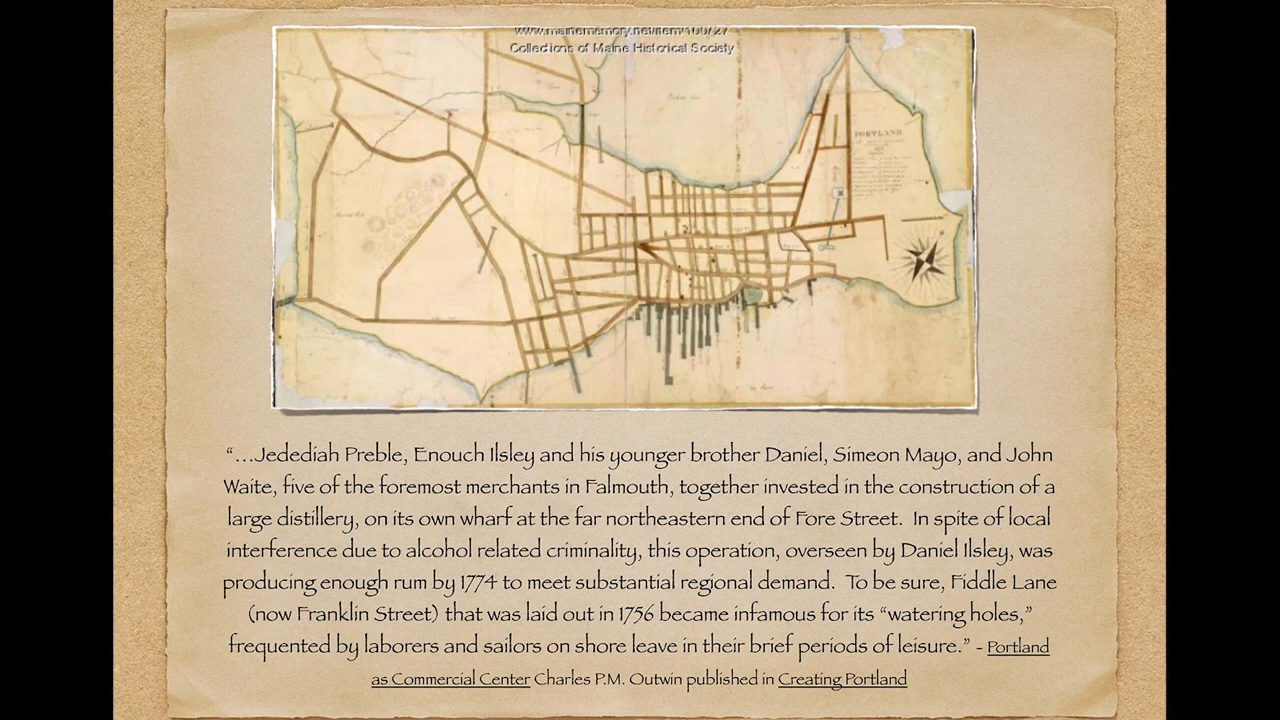 www.mainememory.net/item/100727
Collections of Maine Historical Society
PORTLAND
“…Jedediah Preble, Enouch Ilsley and his younger brother Daniel, Simeon Mayo, and John
Waite, five of the foremost merchants in Falmouth, together invested in the construction of a
large distillery, on its own wharf at the far northeastern end of Fore Street.  In spite of local
interference due to alcohol related criminality, this operation, overseen by Daniel Ilsley, was
producing enough rum by 1774 to meet substantial regional demand.  To be sure, Fiddle Lane
(now Franklin Street) that was laid out in 1756 became infamous for its “watering holes,”
frequented by laborers and sailors on shore leave in their brief periods of leisure.” - Portland
as Commercial Center Charles P.M. Outwin published in Creating Portland